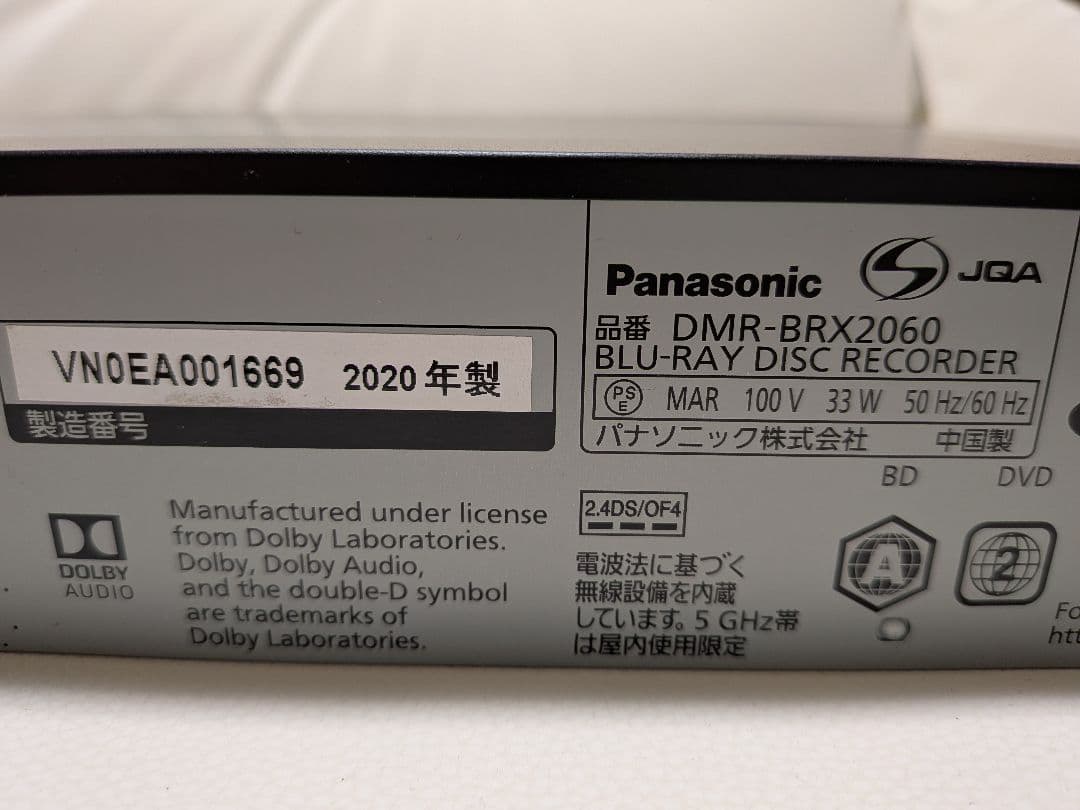 VN0EA001669 2020年製
製造番号
Panasonic JQA
品番 DMR-BRX2060
BLU-RAY DISC RECORDER
PS E MAR 100 V 33 W 50 Hz/60 Hz
パナソニック株式会社 中国製
BD DVD
DOLBY
AUDIO
Manufactured under license
from Dolby Laboratories.
Dolby, Dolby Audio,
and the double-D symbol
are trademarks of
Dolby Laboratories.
2.4DS/OF4
電波法に基づく
無線設備を内蔵
しています。5 GHz帯
は屋内使用限定
A 2
Fo
htt